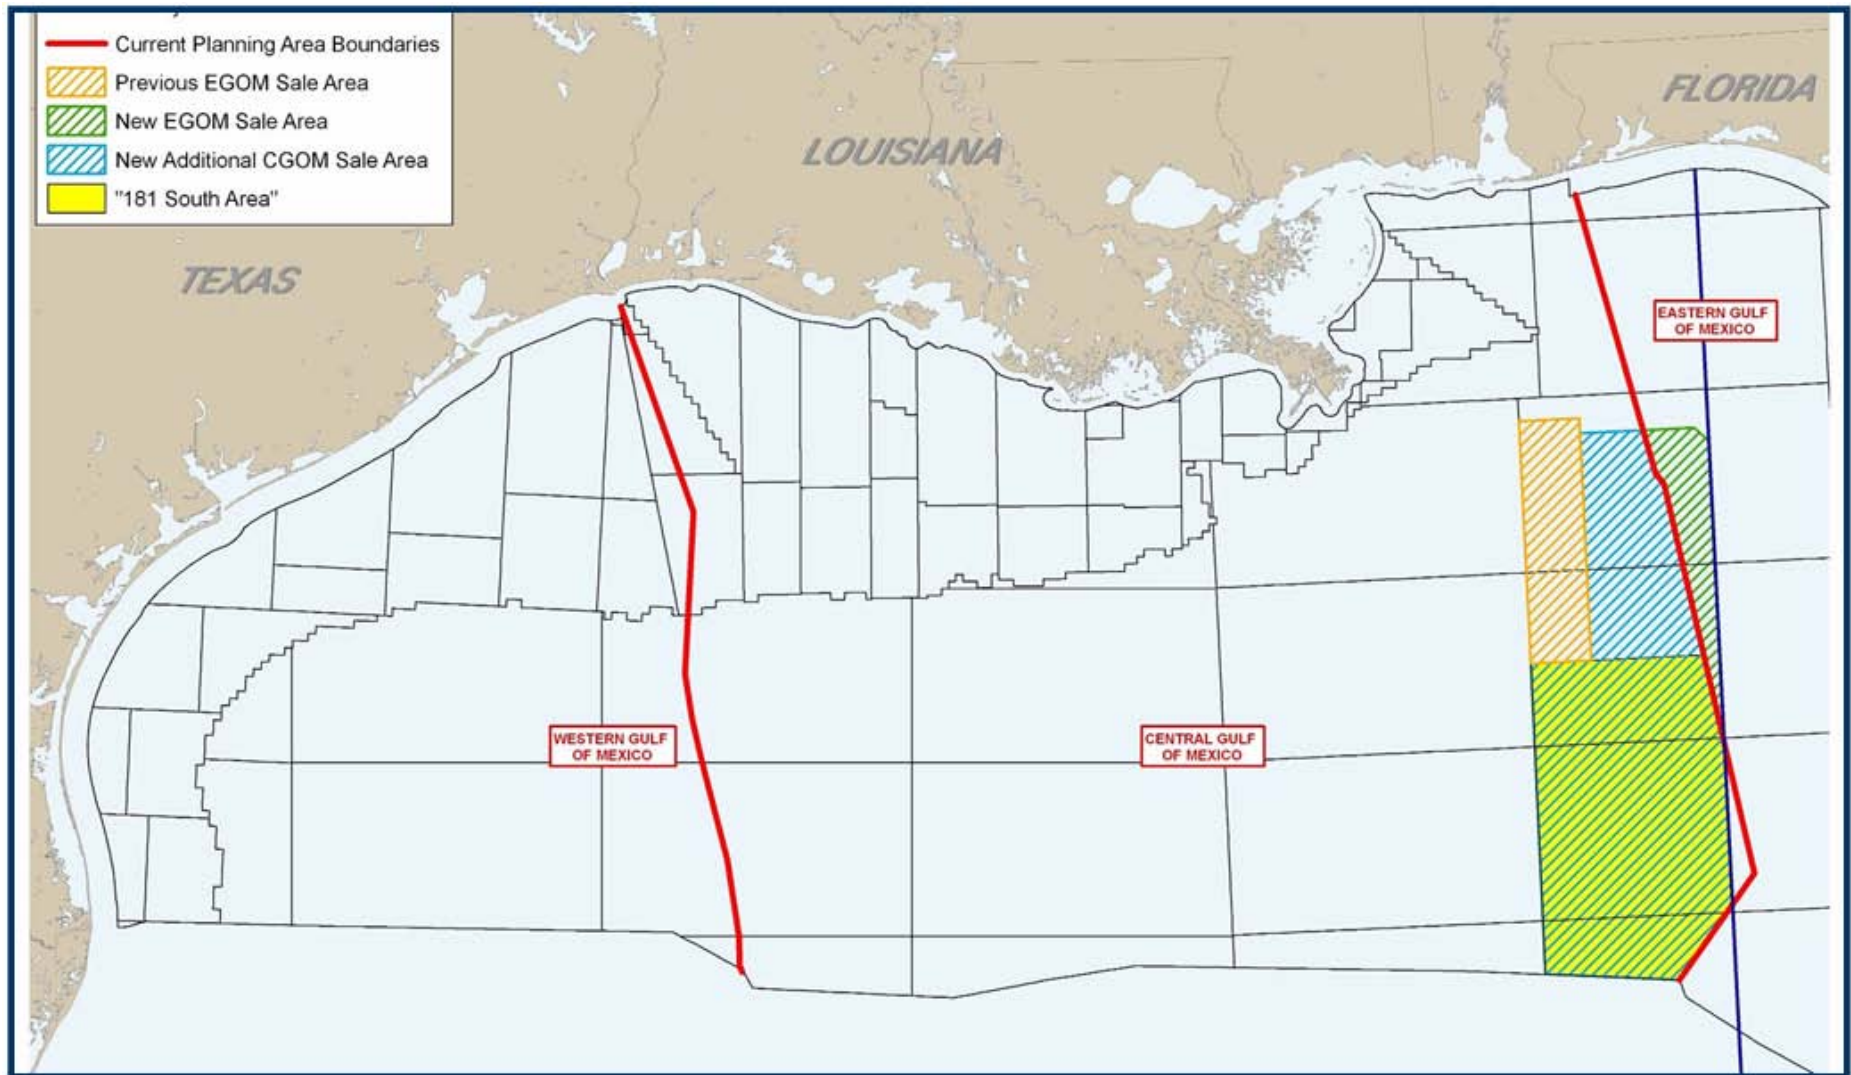 Current Planning Area Boundaries
Previous EGOM Sale Area
New EGOM Sale Area
New Additional CGOM Sale Area
"181 South Area"
FLORIDA
LOUISIANA
TEXAS
EASTERN GULF
OF MEXICO
WESTERN GULF
OF MEXICO
CENTRAL GULF
OF MEXICO